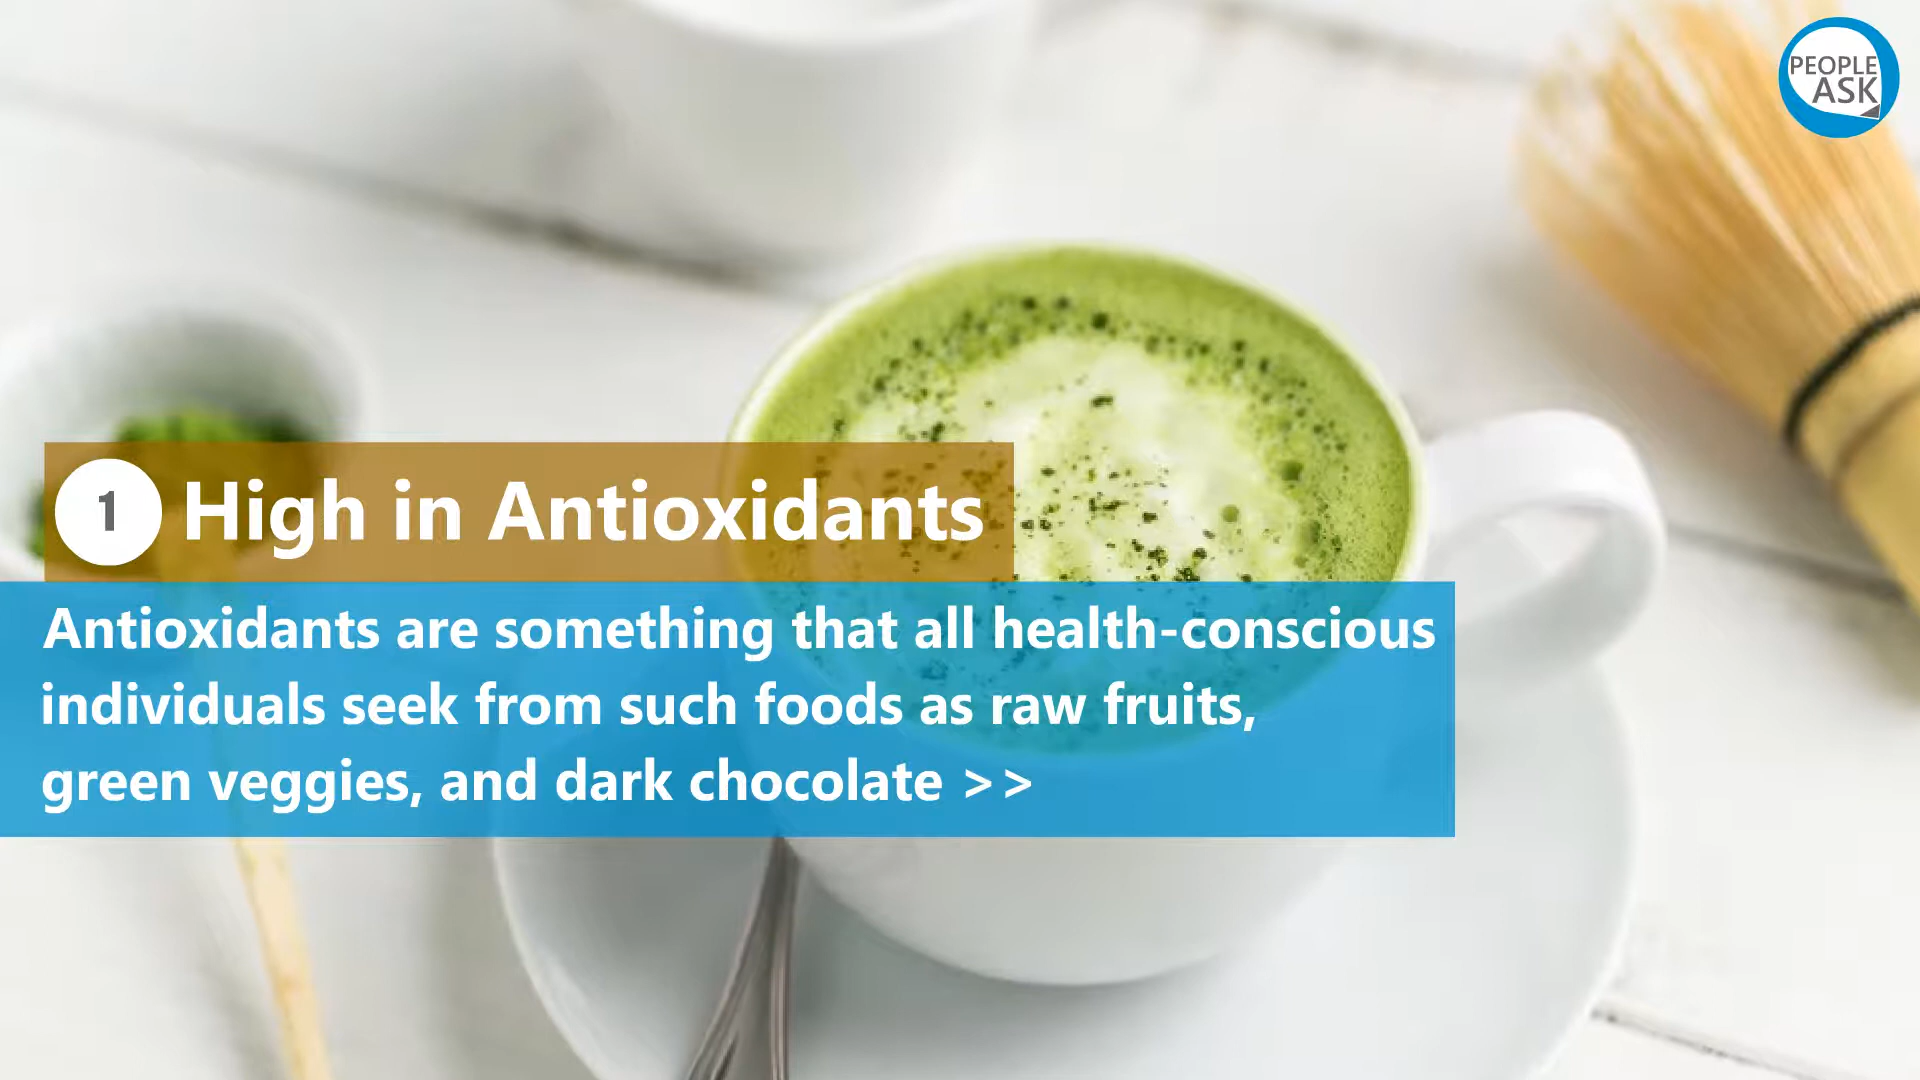 PEOPLE
ASK
1 High in Antioxidants
Antioxidants are something that all health-conscious
individuals seek from such foods as raw fruits,
green veggies, and dark chocolate >>